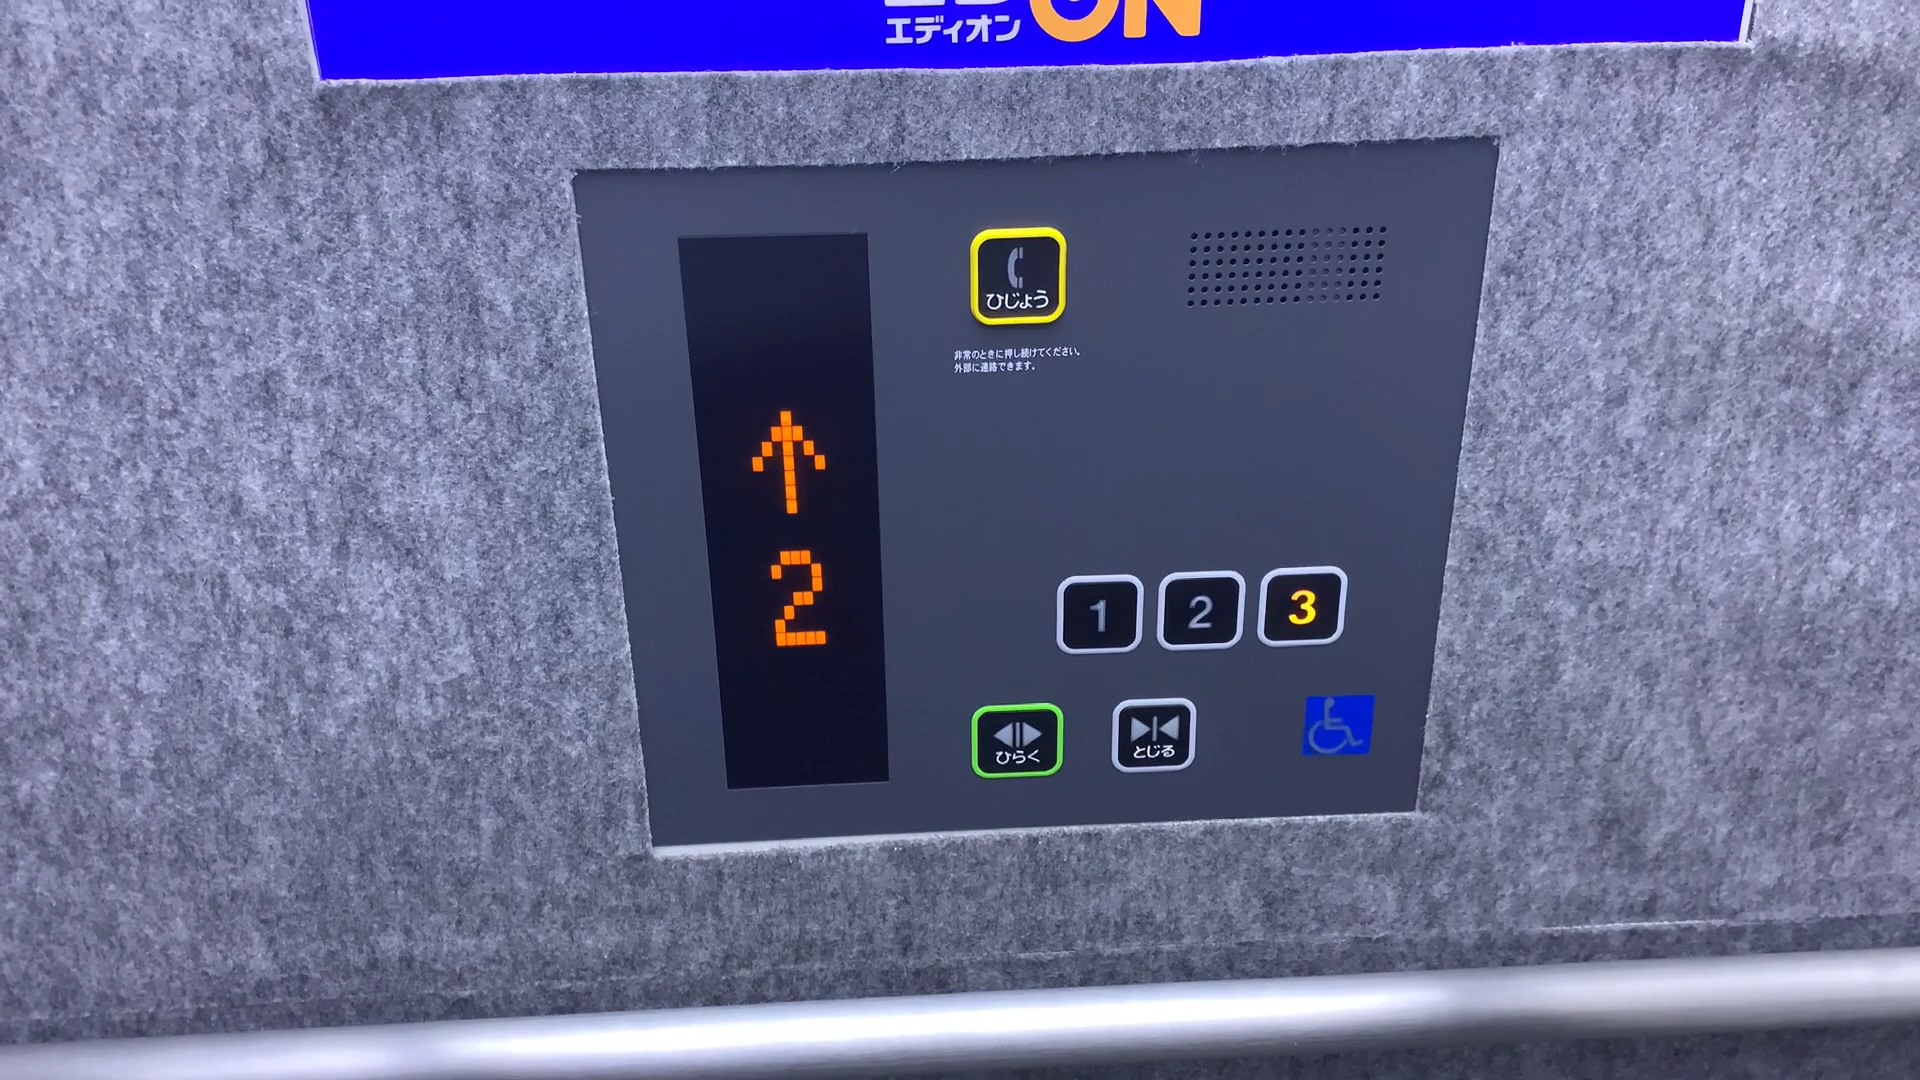 エディオン
ON
ひじょう
非常のときに押し続けてください。
外部に連絡できます。
2
1 2 3
ひらく とじる